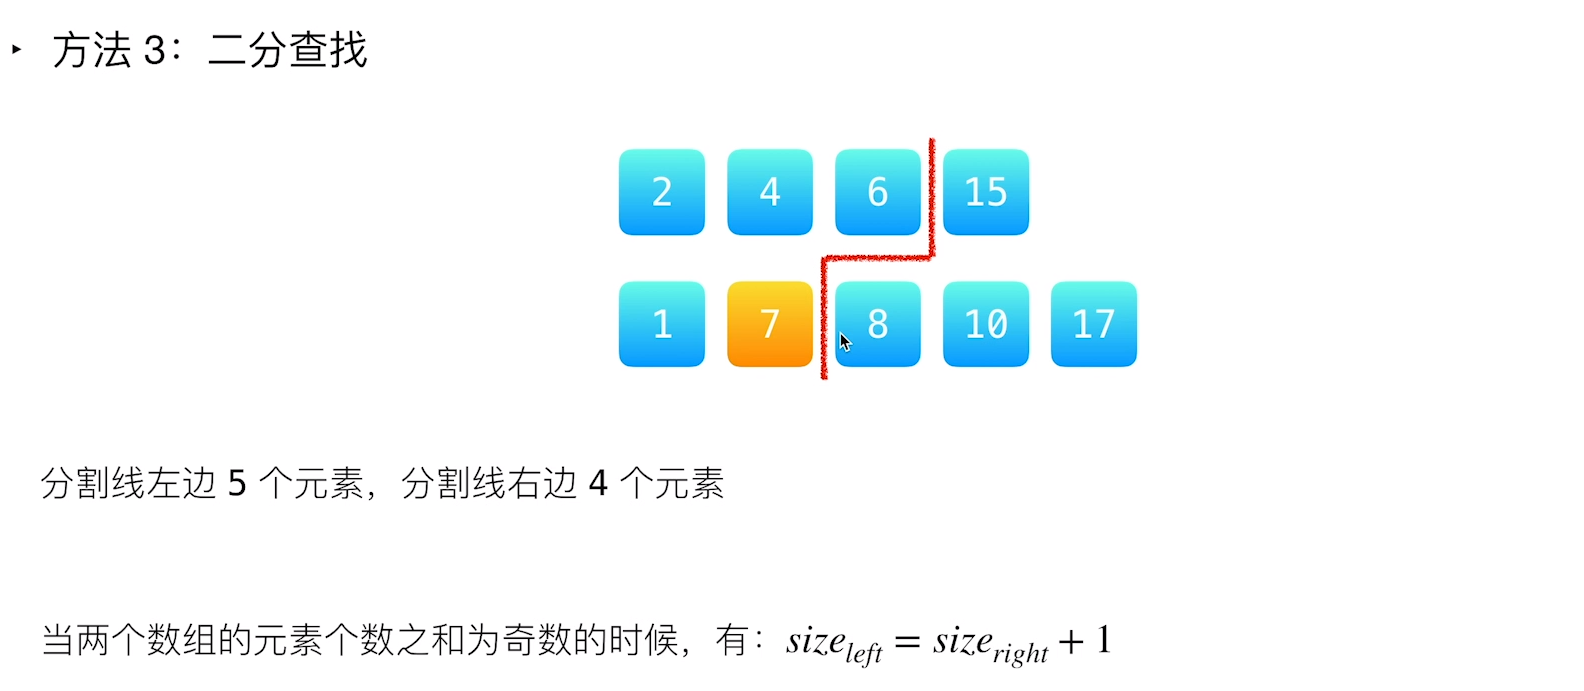 ‣ 方法 3：二分查找
2 4 6 15
1 7 8 10 17
分割线左边 5 个元素，分割线右边 4 个元素
当两个数组的元素个数之和为奇数的时候，有：size_left = size_right + 1